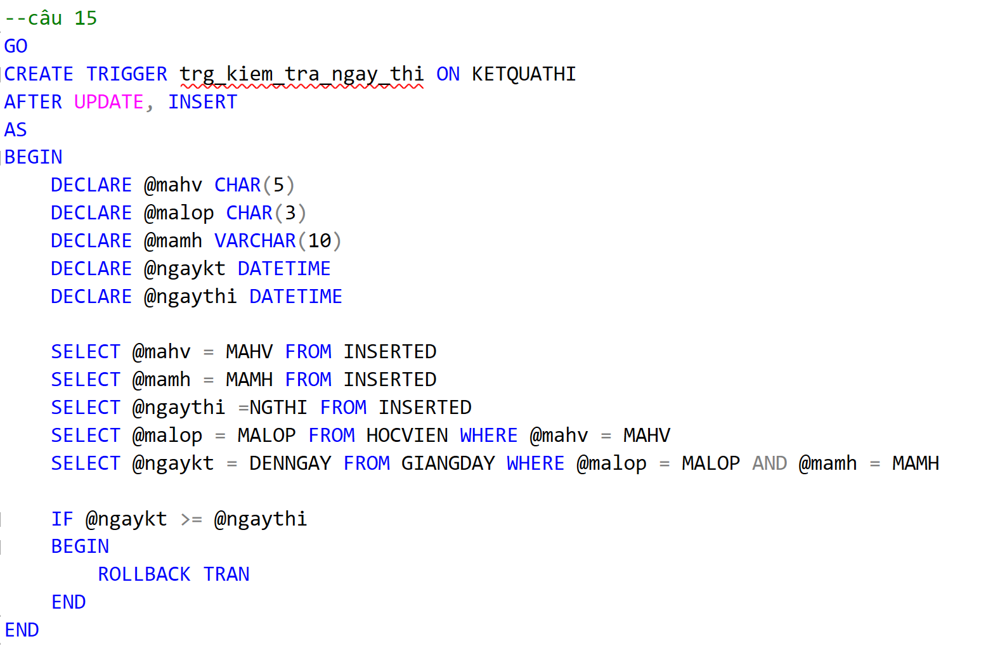 --câu 15
GO
CREATE TRIGGER trg_kiem_tra_ngay_thi ON KETQUATHI
AFTER UPDATE, INSERT
AS
BEGIN
DECLARE @mahv CHAR(5)
DECLARE @malop CHAR(3)
DECLARE @mamh VARCHAR(10)
DECLARE @ngaykt DATETIME
DECLARE @ngaythi DATETIME
SELECT @mahv = MAHV FROM INSERTED
SELECT @mamh = MAMH FROM INSERTED
SELECT @ngaythi =NGTHI FROM INSERTED
SELECT @malop = MALOP FROM HOCVIEN WHERE @mahv = MAHV
SELECT @ngaykt = DENNGAY FROM GIANGDAY WHERE @malop = MALOP AND @mamh = MAMH
IF @ngaykt >= @ngaythi
BEGIN
ROLLBACK TRAN
END
END